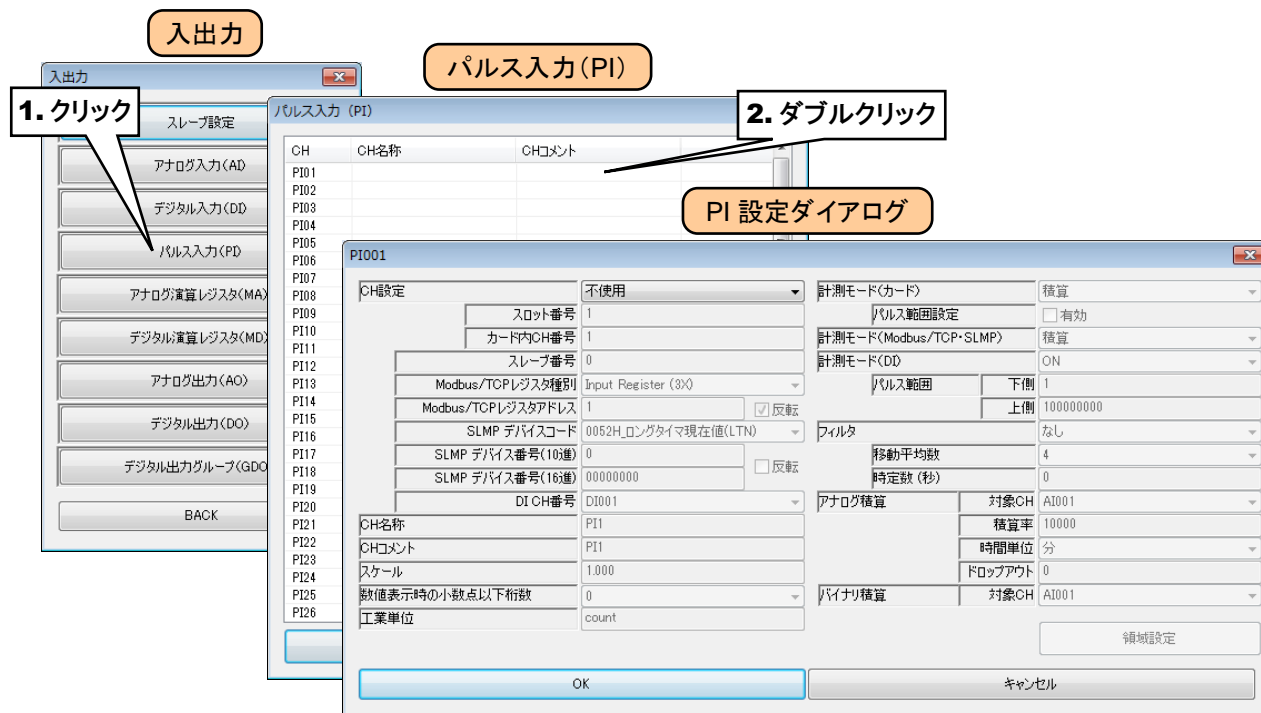 入出力
入出力
1. クリック
スレーブ設定
アナログ入力(AI)
デジタル入力(DI)
パルス入力(PI)
アナログ演算レジスタ(MA)
デジタル演算レジスタ(MD)
アナログ出力(AO)
デジタル出力(DO)
デジタル出力グループ(GDO
BACK
パルス入力(PI)
パルス入力 (PI)
2. ダブルクリック
CH CH名称 CHコメント
PI01
PI02
PI03
PI04
PI05
PI06
PI07
PI08
PI09
PI10
PI11
PI12
PI13
PI14
PI15
PI16
PI17
PI18
PI19
PI20
PI21
PI22
PI23
PI24
PI25
PI26
PI 設定ダイアログ
PI001
CH設定 不使用
スロット番号 1
カード内CH番号 1
スレーブ番号 0
Modbus/TCPレジスタ種別 Input Register (3X)
Modbus/TCPレジスタアドレス 1 反転
SLMP デバイスコード 0052H_ロングタイマ現在値(LTN)
SLMP デバイス番号(10進) 0 反転
SLMP デバイス番号(16進) 00000000
DI CH番号 DI001
CH名称 PI1
CHコメント PI1
スケール 1.000
数値表示時の小数点以下桁数 0
工業単位 count
計測モード(カード) 積算
パルス範囲設定 有効
計測モード(Modbus/TCP・SLMP) 積算
計測モード(DI) ON
パルス範囲 下側 1
上側 100000000
フィルタ なし
移動平均数 4
時定数 (秒) 0
アナログ積算 対象CH AI001
積算率 10000
時間単位 分
ドロップアウト 0
バイナリ積算 対象CH AI001
領域設定
OK キャンセル